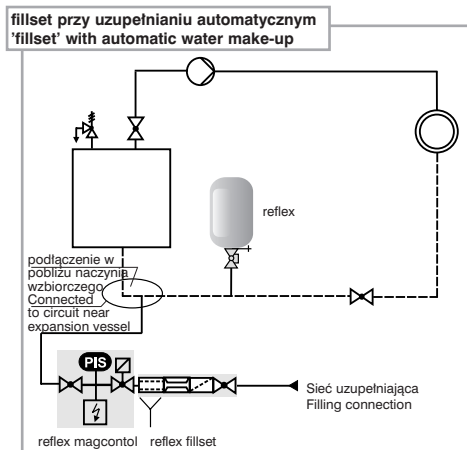 fillset przy uzupełnianiu automatycznym
'fillset' with automatic water make-up
reflex
podłączenie w
pobliżu naczynia
wzbiorczego
Connected
to circuit near
expansion vessel
PIS
Sieć uzupełniająca
Filling connection
reflex magcontol
reflex fillset